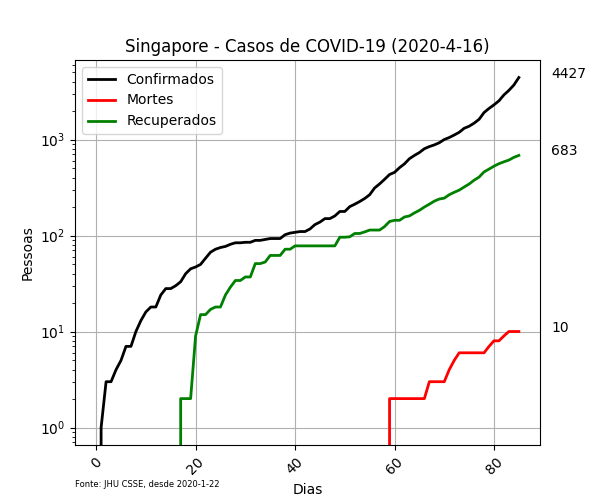 Singapore - Casos de COVID-19 (2020-4-16)
Confirmados
Mortes
Recuperados
4427
683
10
10³
10²
10¹
10⁰
Pessoas
0 20 40 60 80
Dias
Fonte: JHU CSSE, desde 2020-1-22